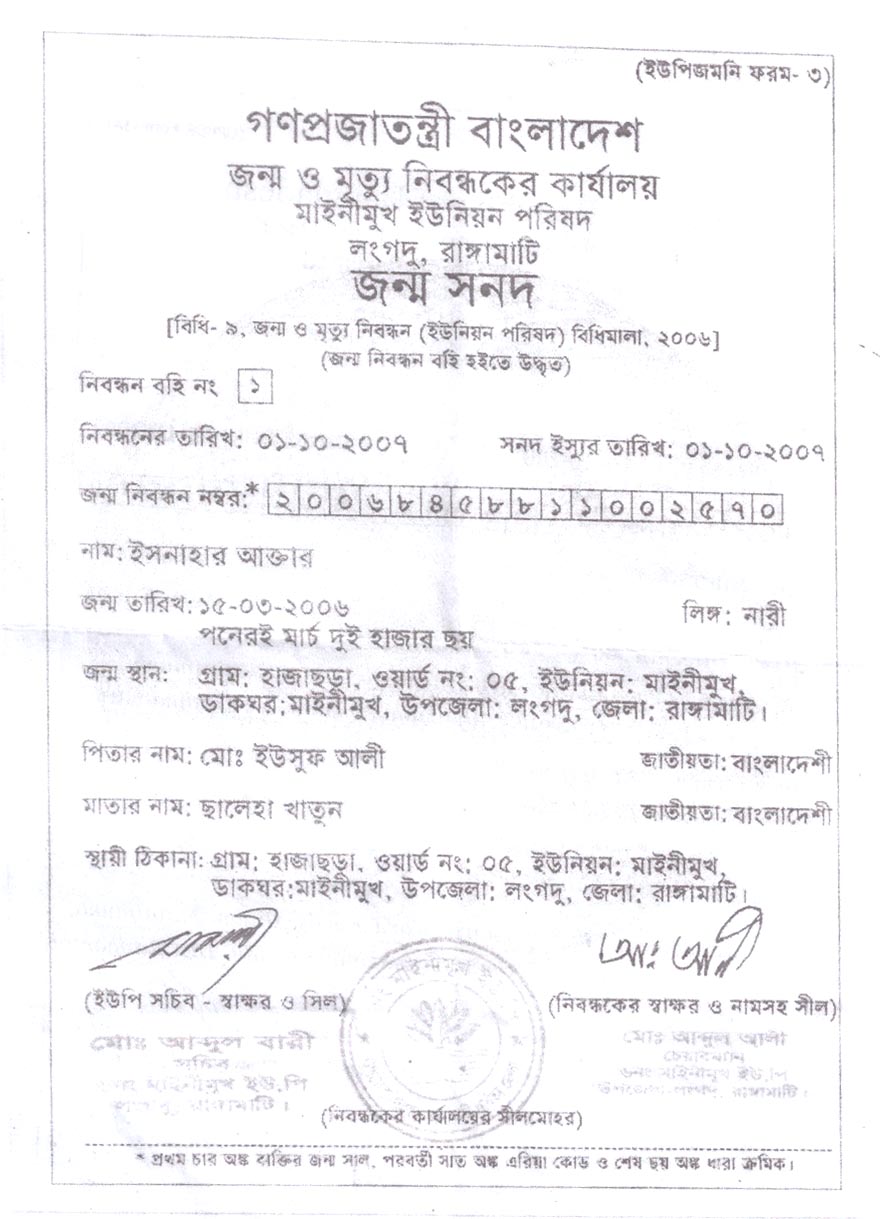 (ইউপিজমনি ফরম- ৩)
গণপ্রজাতন্ত্রী বাংলাদেশ
জন্ম ও মৃত্যু নিবন্ধকের কার্যালয়
মাইনীমুখ ইউনিয়ন পরিষদ
লংগদু, রাঙ্গামাটি
জন্ম সনদ
[বিধি- ৯, জন্ম ও মৃত্যু নিবন্ধন (ইউনিয়ন পরিষদ) বিধিমালা, ২০০৬]
(জন্ম নিবন্ধন বহি হইতে উদ্ধৃত)
নিবন্ধন বহি নং ১
নিবন্ধনের তারিখ: ০১-১০-২০০৭ সনদ ইস্যুর তারিখ: ০১-১০-২০০৭
জন্ম নিবন্ধন নম্বর:* ২০০৬৮৪৫৮৮১১০০২৫৭০
নাম: ইসনাহার আক্তার
জন্ম তারিখ: ১৫-০৩-২০০৬ লিঙ্গ: নারী
পনেরই মার্চ দুই হাজার ছয়
জন্ম স্থান: গ্রাম: হাজাছড়া, ওয়ার্ড নং: ০৫, ইউনিয়ন: মাইনীমুখ,
ডাকঘর:মাইনীমুখ, উপজেলা: লংগদু, জেলা: রাঙ্গামাটি।
পিতার নাম: মোঃ ইউসুফ আলী জাতীয়তা: বাংলাদেশী
মাতার নাম: ছালেহা খাতুন জাতীয়তা: বাংলাদেশী
স্থায়ী ঠিকানা: গ্রাম: হাজাছড়া, ওয়ার্ড নং: ০৫, ইউনিয়ন: মাইনীমুখ,
ডাকঘর:মাইনীমুখ, উপজেলা: লংগদু, জেলা: রাঙ্গামাটি।
আঃ আলী
(ইউপি সচিব - স্বাক্ষর ও সিল) (নিবন্ধকের স্বাক্ষর ও নামসহ সীল)
মোঃ আব্দুল বারী মোঃ আব্দুল আলী
সচিব চেয়ারম্যান
মাইনীমুখ ইউ,পি ৬নং মাইনীমুখ ইউ,পি
রাঙ্গামাটি। উপজেলা-লংগদু, রাঙ্গামাটি।
(নিবন্ধকের কার্যালয়ের সীলমোহর)
* প্রথম চার অঙ্ক ব্যক্তির জন্ম সাল, পরবর্তী সাত অঙ্ক এরিয়া কোড ও শেষ ছয় অঙ্ক ধারা ক্রমিক।